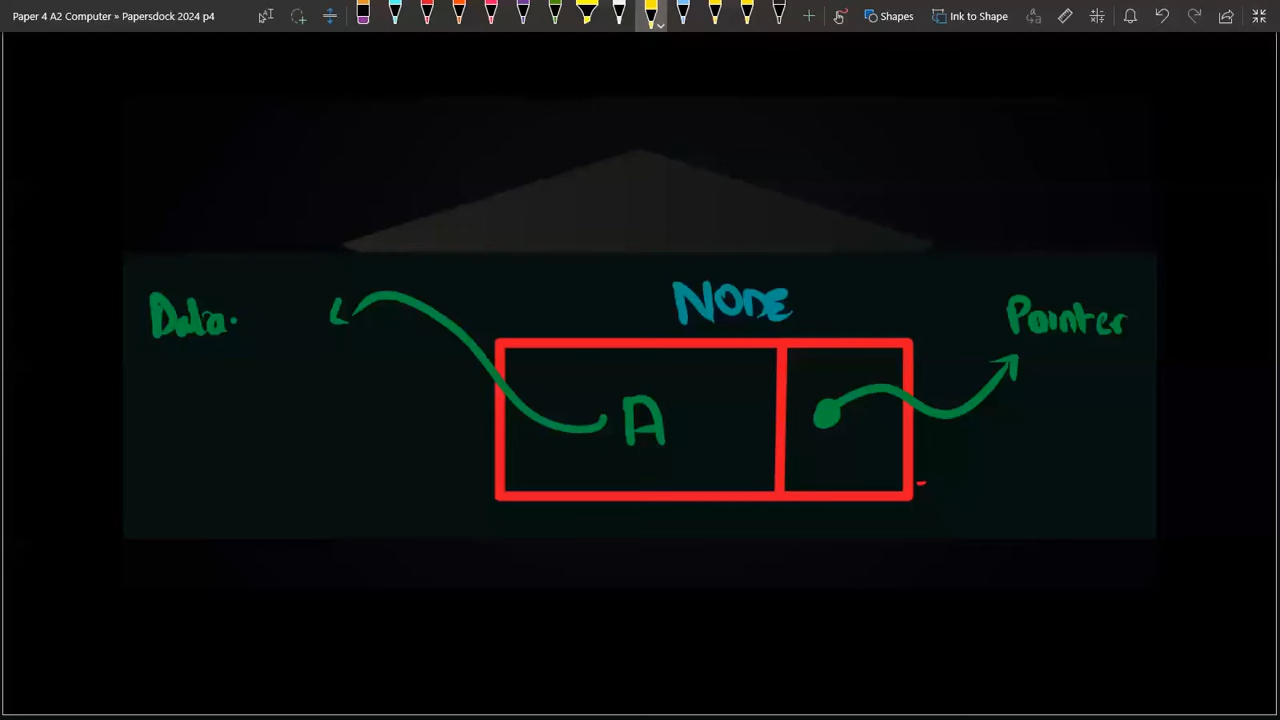 Paper 4 A2 Computer » Papersdock 2024 p4
Shapes
Ink to Shape
NODE
Data.
Pointer
A